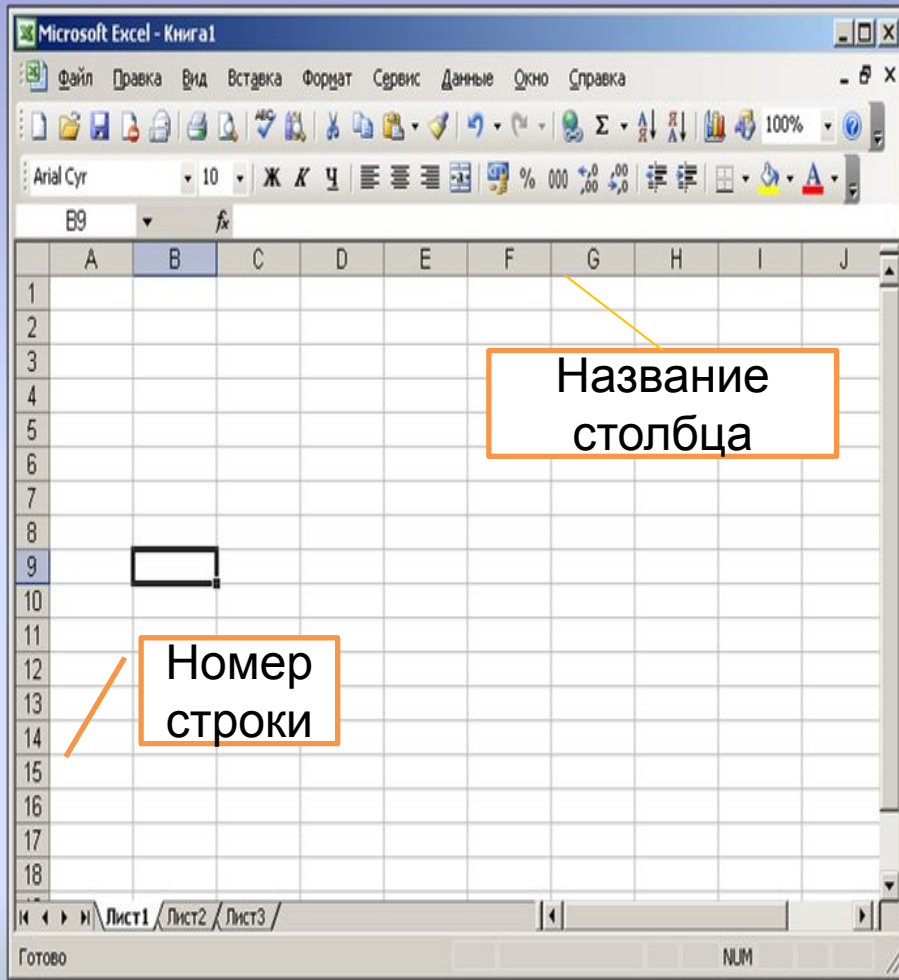 Microsoft Excel - Книга1
Файл Правка Вид Вставка Формат Сервис Данные Окно Справка
100%
Arial Cyr 10 Ж К Ч % 000
B9 fx
A B C D E F G H I J
1
2
3
4
5
6
7
8
9
10
11
12
13
14
15
16
17
18
Название
столбца
Номер
строки
Лист1 Лист2 Лист3
Готово NUM